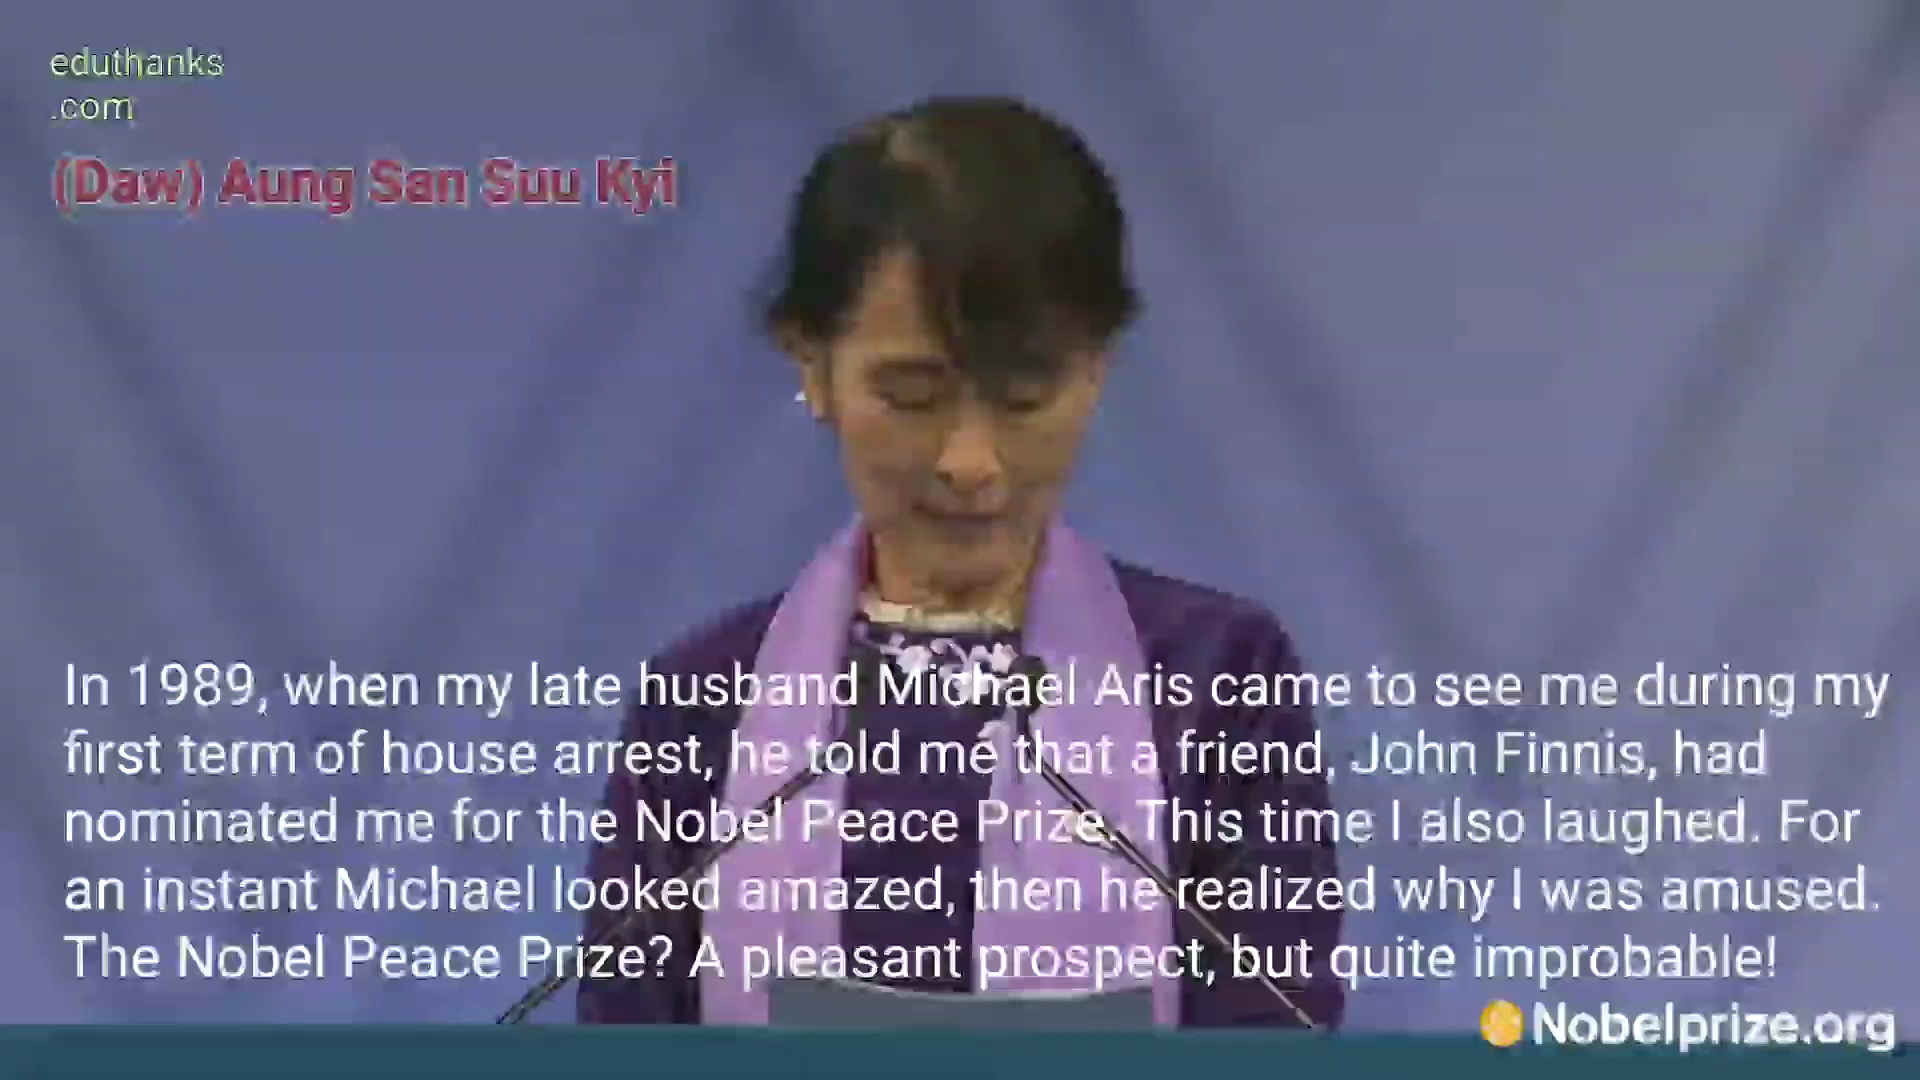 eduthanks
.com
(Daw) Aung San Suu Kyi
In 1989, when my late husband Michael Aris came to see me during my
first term of house arrest, he told me that a friend, John Finnis, had
nominated me for the Nobel Peace Prize. This time I also laughed. For
an instant Michael looked amazed, then he realized why I was amused.
The Nobel Peace Prize? A pleasant prospect, but quite improbable!
Nobelprize.org